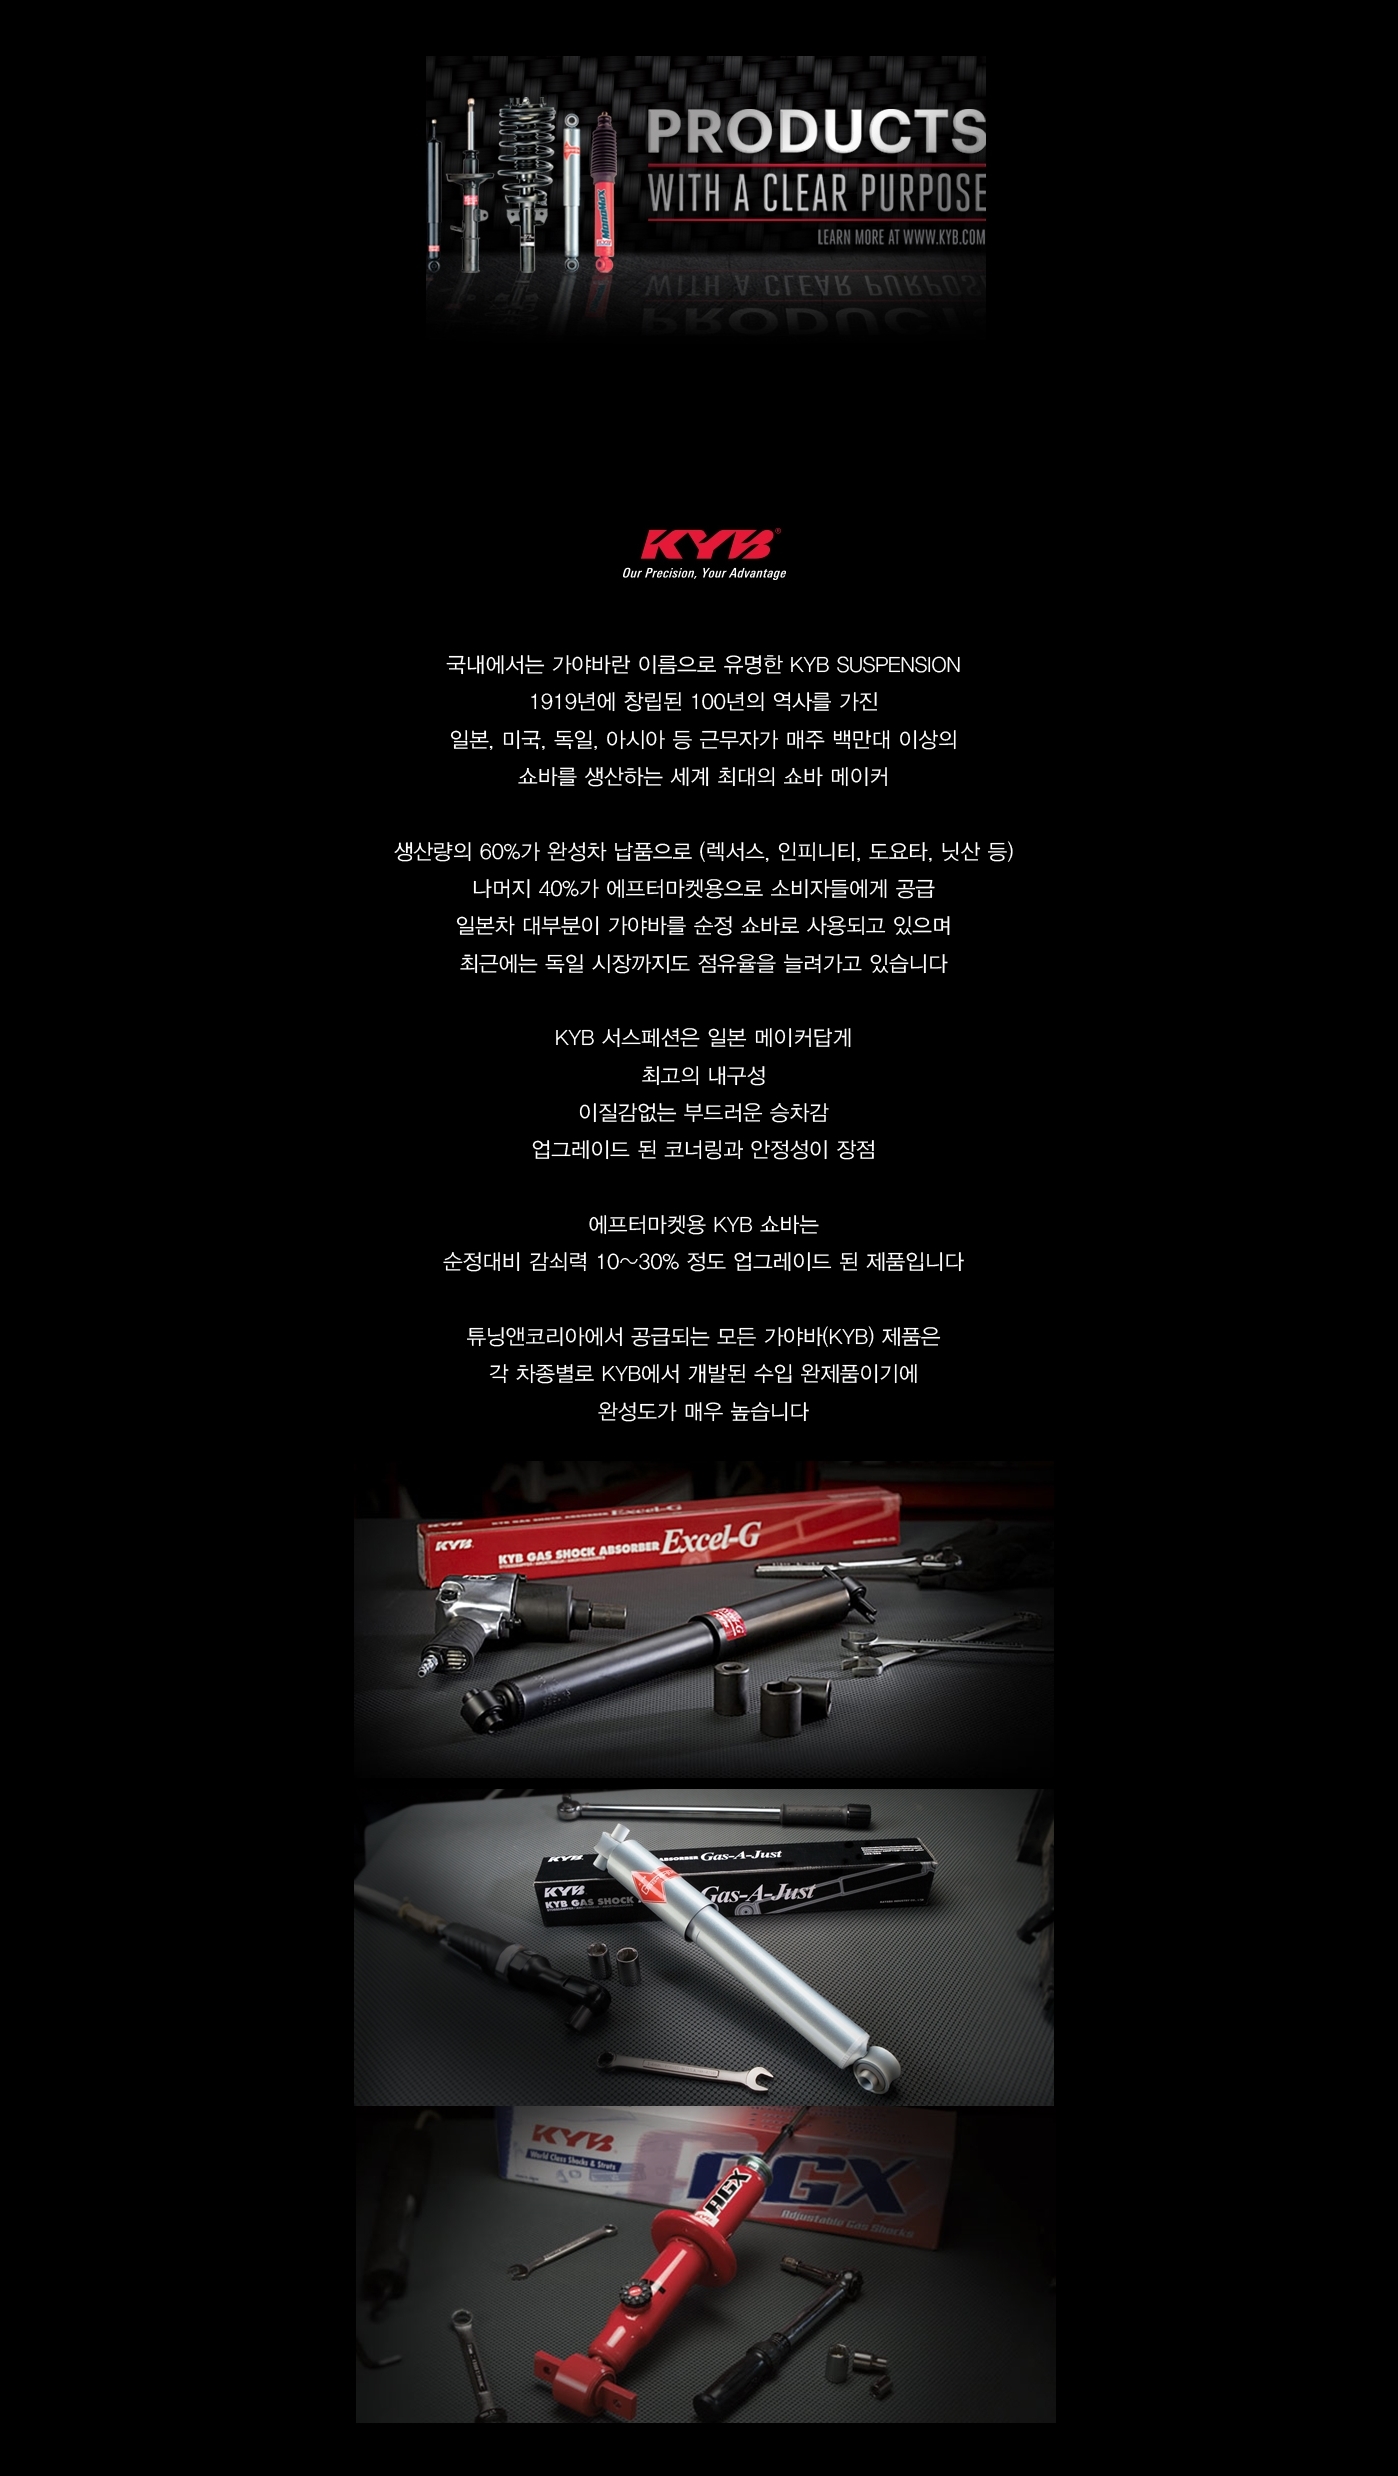 PRODUCTS
WITH A CLEAR PURPOSE
LEARN MORE AT WWW.KYB.COM
KYB®
Our Precision, Your Advantage
국내에서는 가야바란 이름으로 유명한 KYB SUSPENSION
1919년에 창립된 100년의 역사를 가진
일본, 미국, 독일, 아시아 등 근무자가 매주 백만대 이상의
쇼바를 생산하는 세계 최대의 쇼바 메이커
생산량의 60%가 완성차 납품으로 (렉서스, 인피니티, 도요타, 닛산 등)
나머지 40%가 에프터마켓용으로 소비자들에게 공급
일본차 대부분이 가야바를 순정 쇼바로 사용되고 있으며
최근에는 독일 시장까지도 점유율을 늘려가고 있습니다
KYB 서스페션은 일본 메이커답게
최고의 내구성
이질감없는 부드러운 승차감
업그레이드 된 코너링과 안정성이 장점
에프터마켓용 KYB 쇼바는
순정대비 감쇠력 10~30% 정도 업그레이드 된 제품입니다
튜닝앤코리아에서 공급되는 모든 가야바(KYB) 제품은
각 차종별로 KYB에서 개발된 수입 완제품이기에
완성도가 매우 높습니다
KYB GAS SHOCK ABSORBER Excel-G
KYB KYB GAS SHOCK ABSORBER Excel-G
KYB ABSORBER Gas-A-Just
KYB
KYB GAS SHOCK Gas-A-Just
KYB
World Class Shocks & Struts
AGX
Adjustable Gas Shocks
AGX